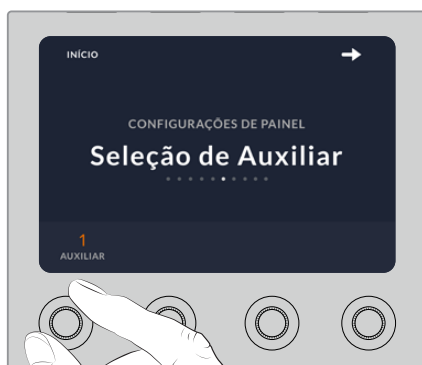 INÍCIO
CONFIGURAÇÕES DE PAINEL
Seleção de Auxiliar
1
AUXILIAR